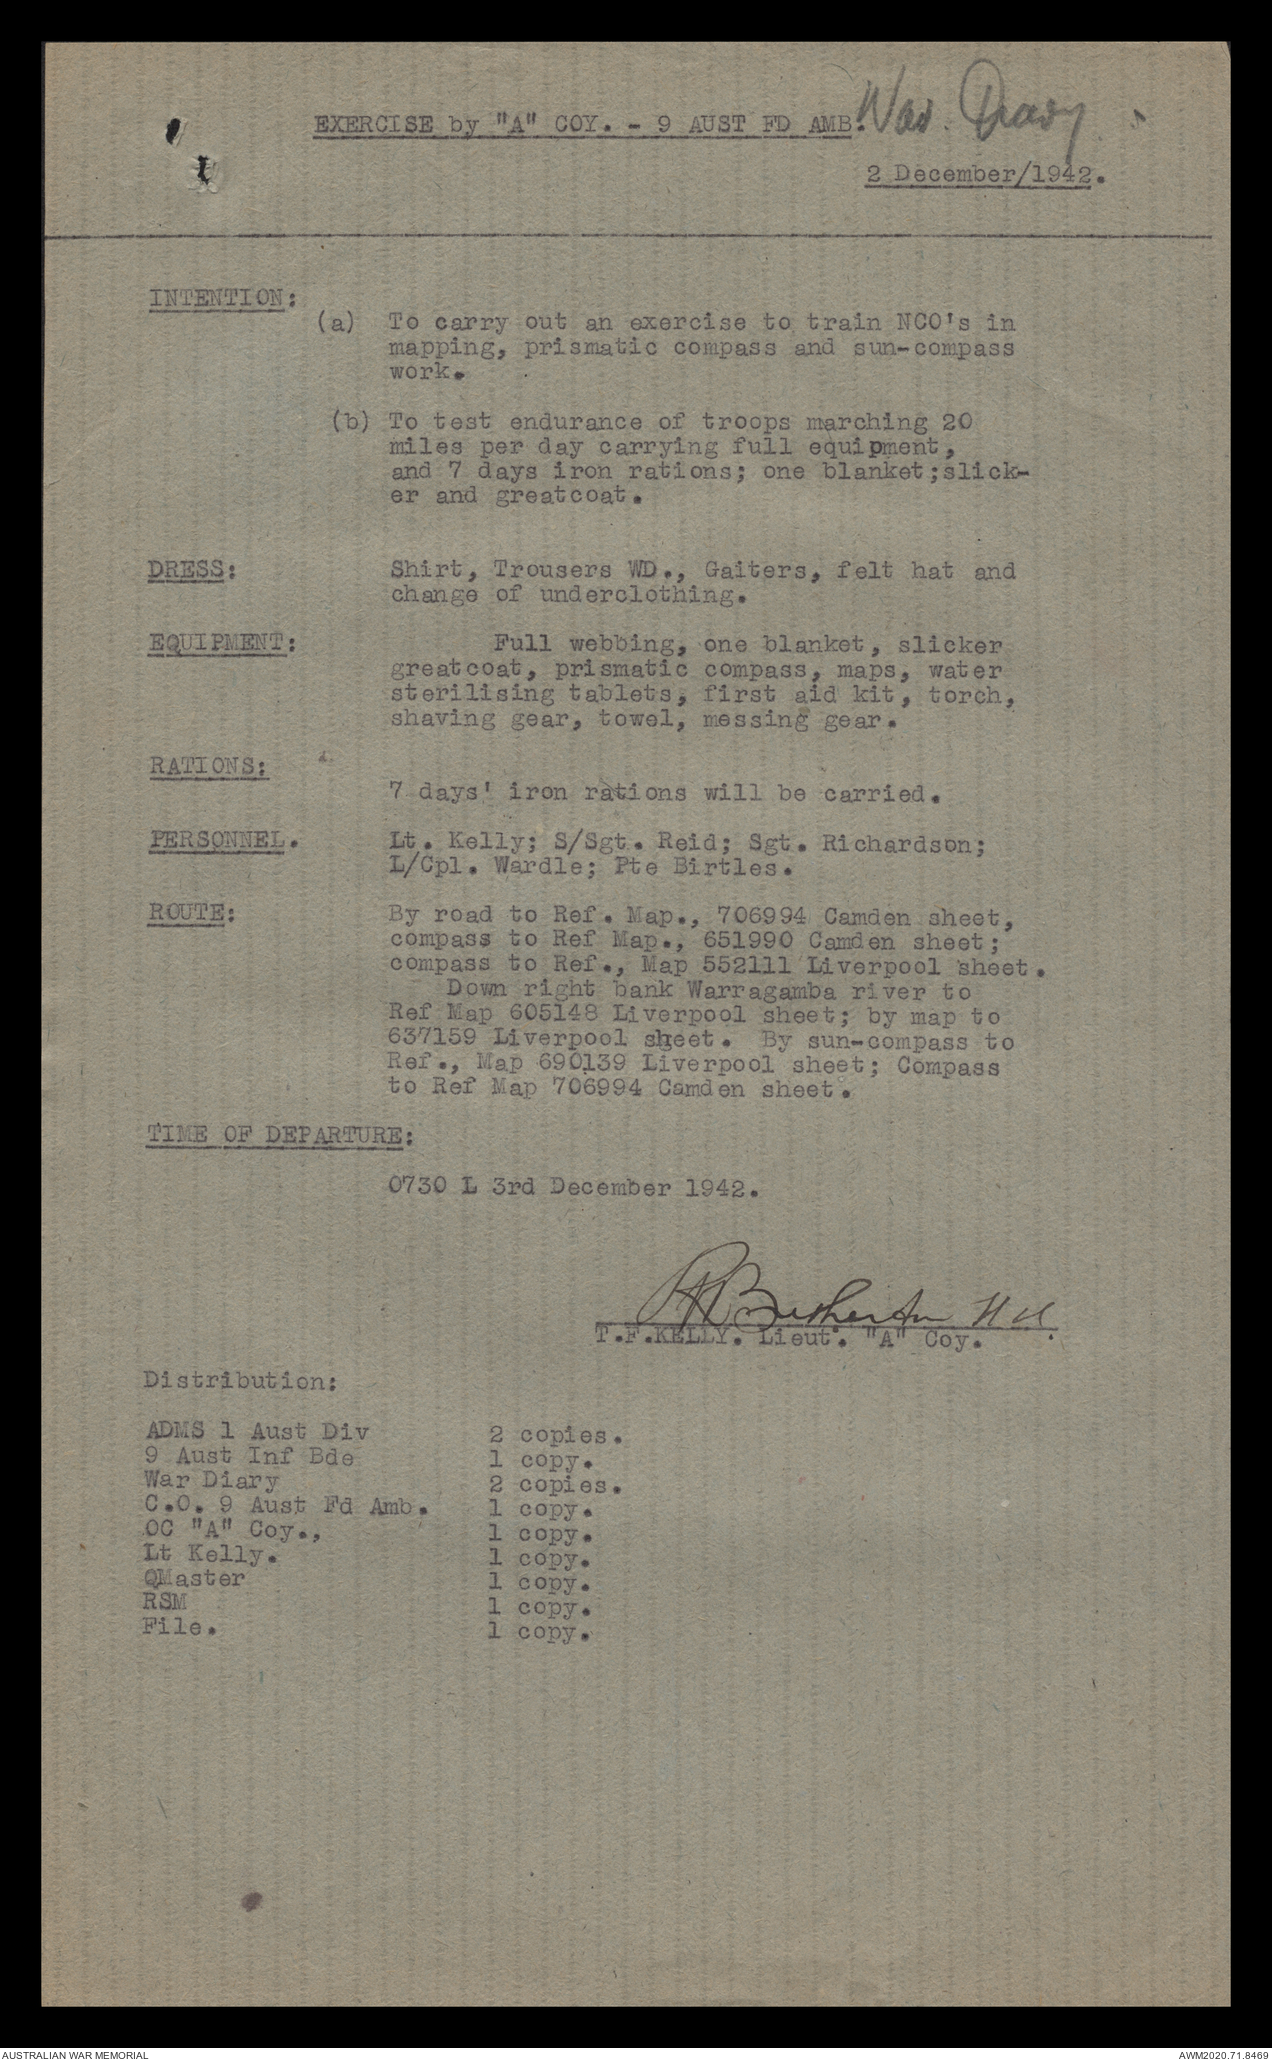 EXERCISE by "A" COY. - 9 AUST FD AMB. War Diary
2 December/1942.
INTENTION:
(a) To carry out an exercise to train NCO's in
mapping, prismatic compass and sun-compass
work.
(b) To test endurance of troops marching 20
miles per day carrying full equipment,
and 7 days iron rations; one blanket;slick-
er and greatcoat.
DRESS: Shirt, Trousers WD., Gaiters, felt hat and
change of underclothing.
EQUIPMENT: Full webbing, one blanket, slicker
greatcoat, prismatic compass, maps, water
sterilising tablets, first aid kit, torch,
shaving gear, towel, messing gear.
RATIONS:
7 days' iron rations will be carried.
PERSONNEL. Lt. Kelly; S/Sgt. Reid; Sgt. Richardson;
L/Cpl. Wardle; Pte Birtles.
ROUTE: By road to Ref. Map., 706994 Camden sheet,
compass to Ref Map., 651990 Camden sheet;
compass to Ref., Map 552111 Liverpool sheet.
Down right bank Warragamba river to
Ref Map 605148 Liverpool sheet; by map to
637159 Liverpool sheet. By sun-compass to
Ref., Map 690139 Liverpool sheet; Compass
to Ref Map 706994 Camden sheet.
TIME OF DEPARTURE:
0730 L 3rd December 1942.
T.F.KELLY. Lieut. "A" Coy.
Distribution:
ADMS 1 Aust Div 2 copies.
9 Aust Inf Bde 1 copy.
War Diary 2 copies.
C.O. 9 Aust Fd Amb. 1 copy.
OC "A" Coy., 1 copy.
Lt Kelly. 1 copy.
QMaster 1 copy.
RSM 1 copy.
File. 1 copy.
AUSTRALIAN WAR MEMORIAL
AWM2020.71.8469